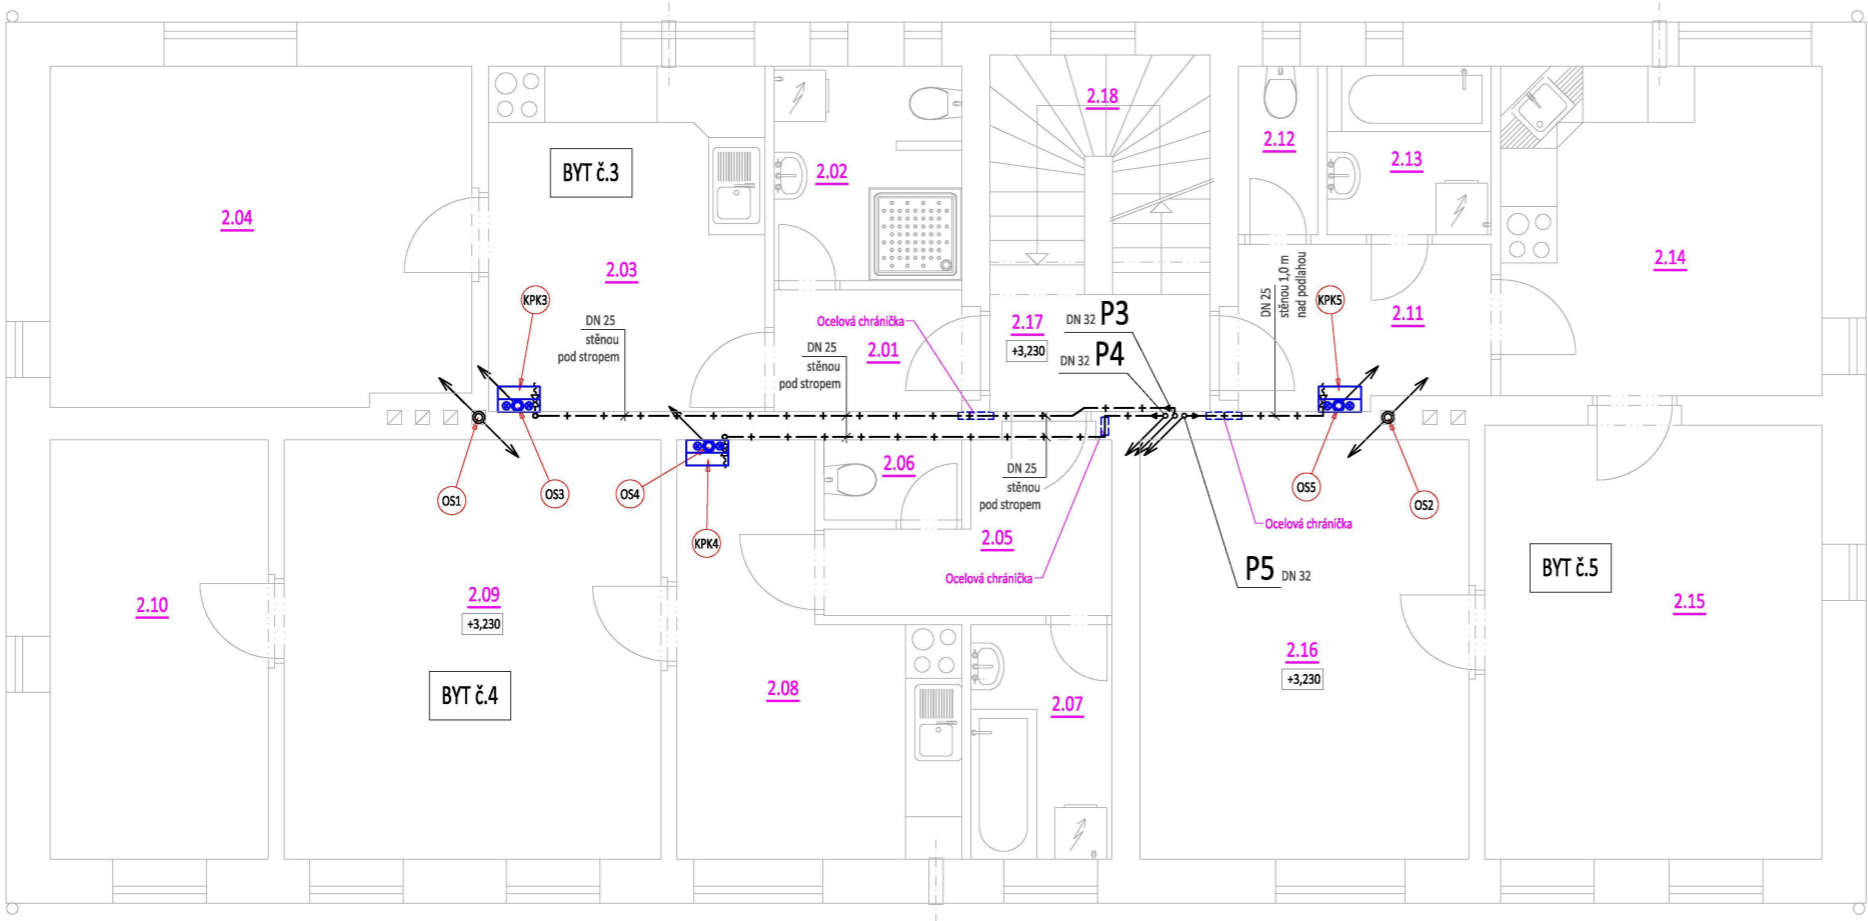 2.18
2.12
2.13
BYT č.3
2.02
2.04
2.03
2.14
DN 25
stěnou 1,0 m
nad podlahou
KPK3
KPK5
2.11
DN 25
stěnou
pod stropem
Ocelová chránička
2.01
2.17
+3,230
DN 32 P3
DN 32 P4
DN 25
stěnou
pod stropem
OS1
OS3
OS4
2.06
DN 25
stěnou
pod stropem
OS5
OS2
KPK4
2.05
Ocelová chránička
Ocelová chránička
P5 DN 32
BYT č.5
2.10
2.09
+3,230
2.15
BYT č.4
2.08
2.07
2.16
+3,230